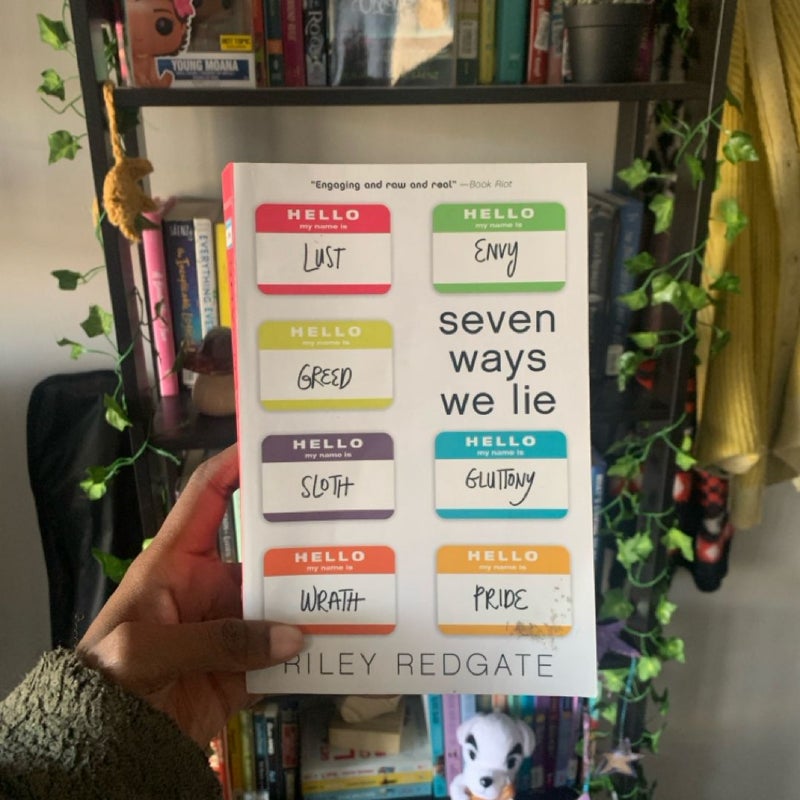 HOT TOPIC
YOUNG MOANA
"Engaging and raw and real" —Book Riot
HELLO
my name is
LUST
HELLO
my name is
ENVY
HELLO
my name is
GREED
seven
ways
we lie
HELLO
my name is
SLOTH
HELLO
my name is
GLUTTONY
HELLO
my name is
WRATH
HELLO
my name is
PRIDE
RILEY REDGATE